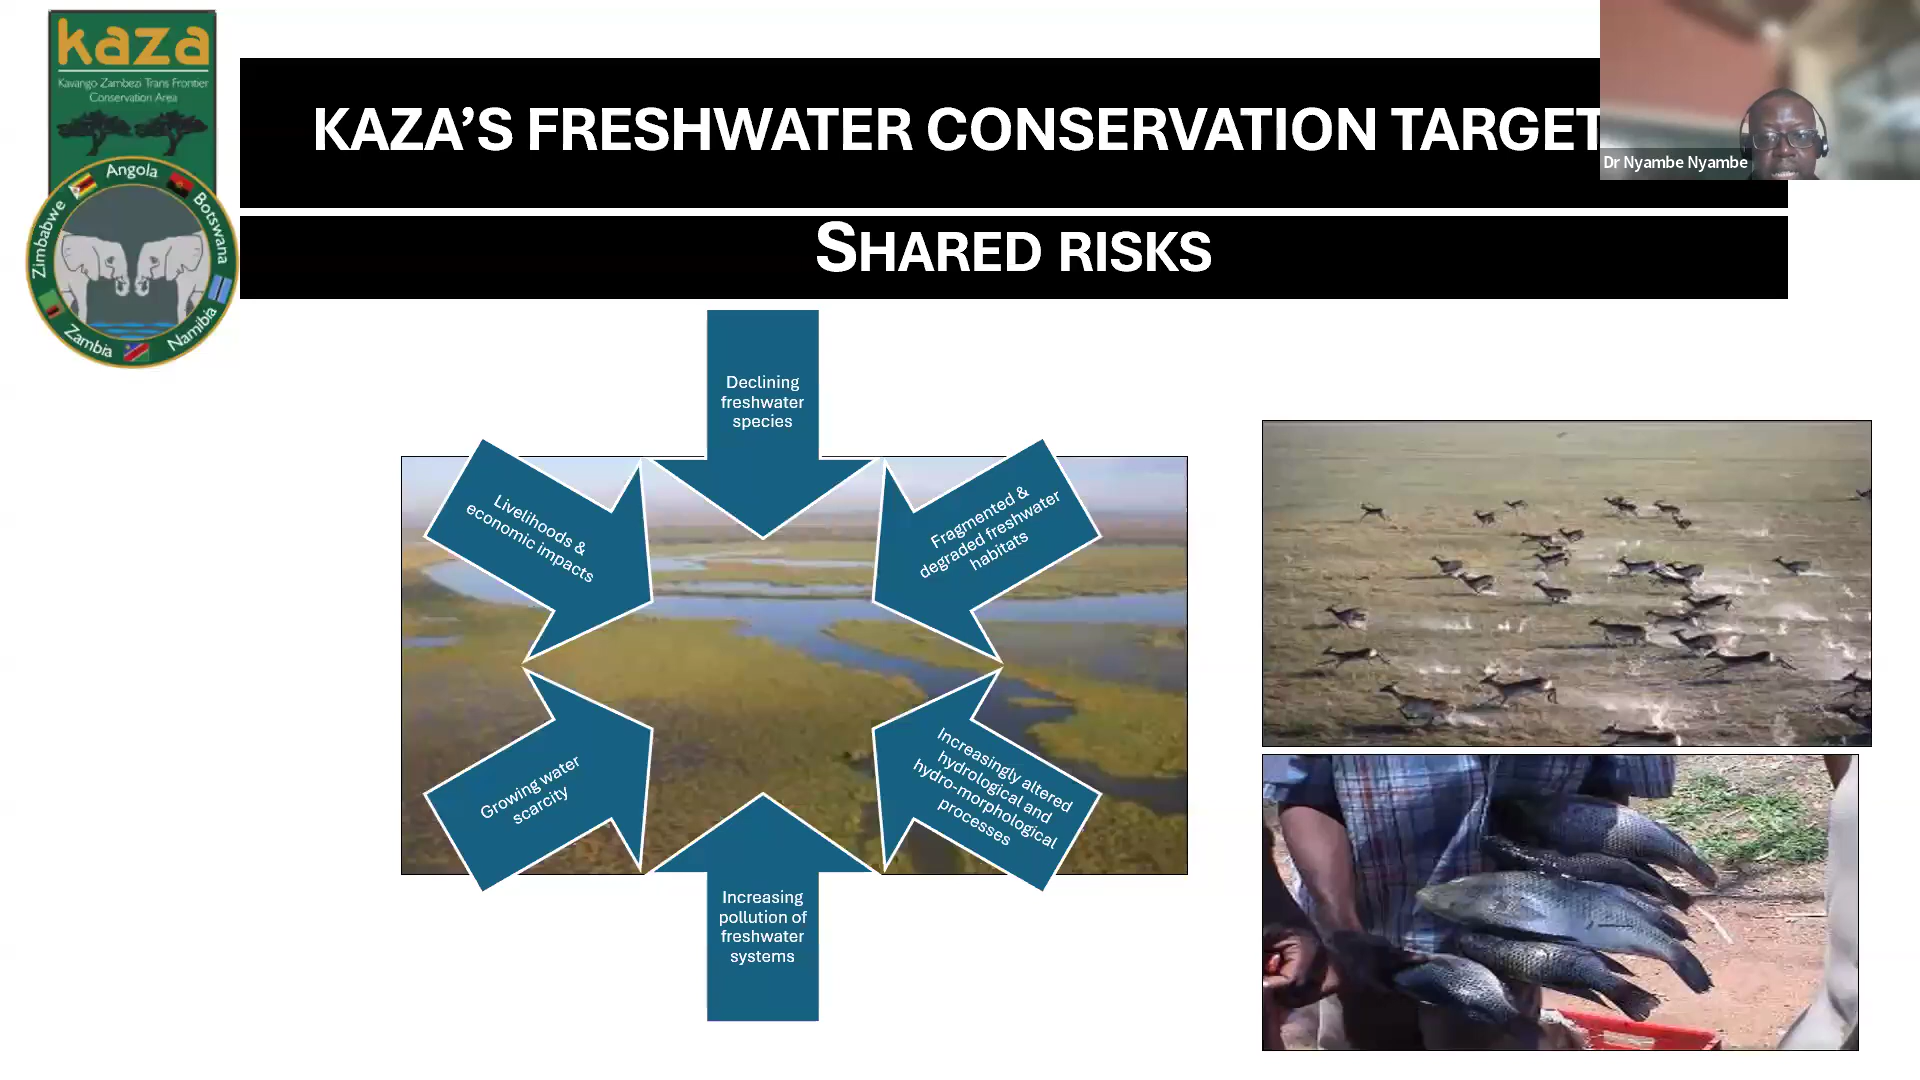 kaza
Kavango Zambezi Trans Frontier
Conservation Area
Angola
Botswana
Namibia
Zambia
Zimbabwe
KAZA’S FRESHWATER CONSERVATION TARGET
Dr Nyambe Nyambe
SHARED RISKS
Declining
freshwater
species
Livelihoods &
economic impacts
Fragmented &
degraded freshwater
habitats
Growing water
scarcity
Increasingly altered
hydrological and
hydro-morphological
processes
Increasing
pollution of
freshwater
systems